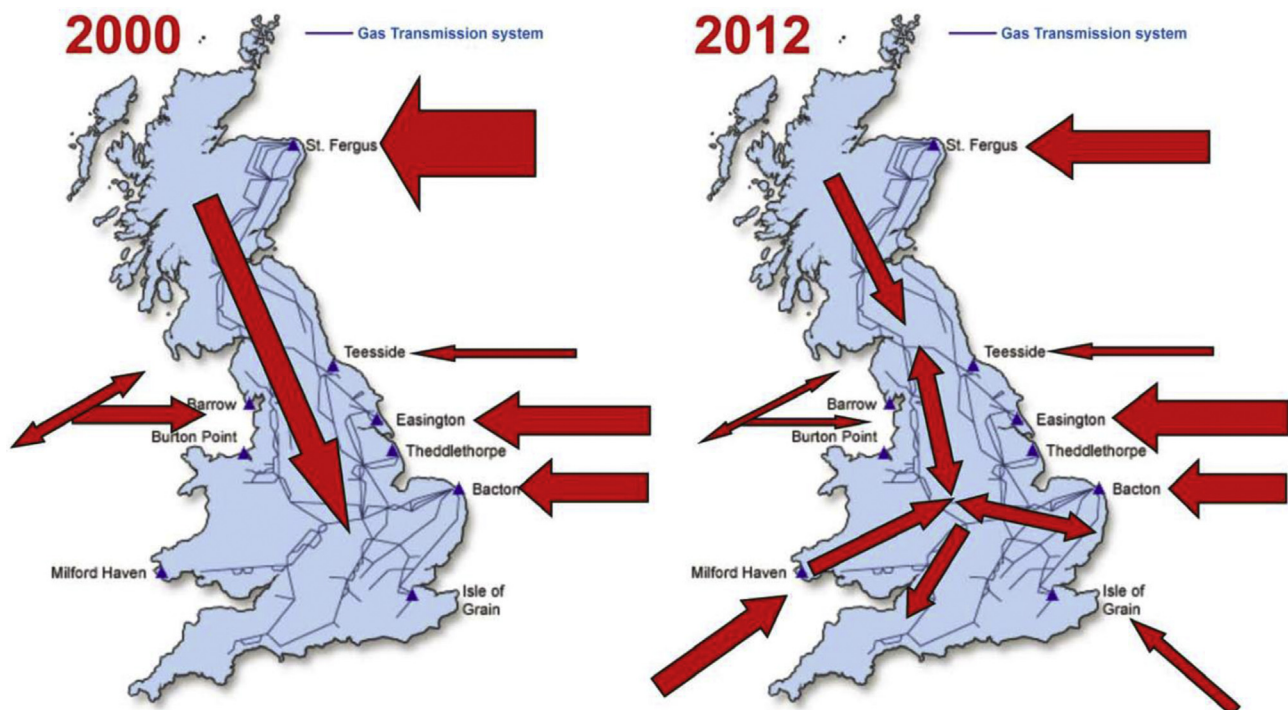 2000
Gas Transmission system
St. Fergus
Teesside
Barrow
Easington
Burton Point
Theddlethorpe
Bacton
Milford Haven
Isle of
Grain
2012
Gas Transmission system
St. Fergus
Teesside
Barrow
Easington
Burton Point
Theddlethorpe
Bacton
Milford Haven
Isle of
Grain